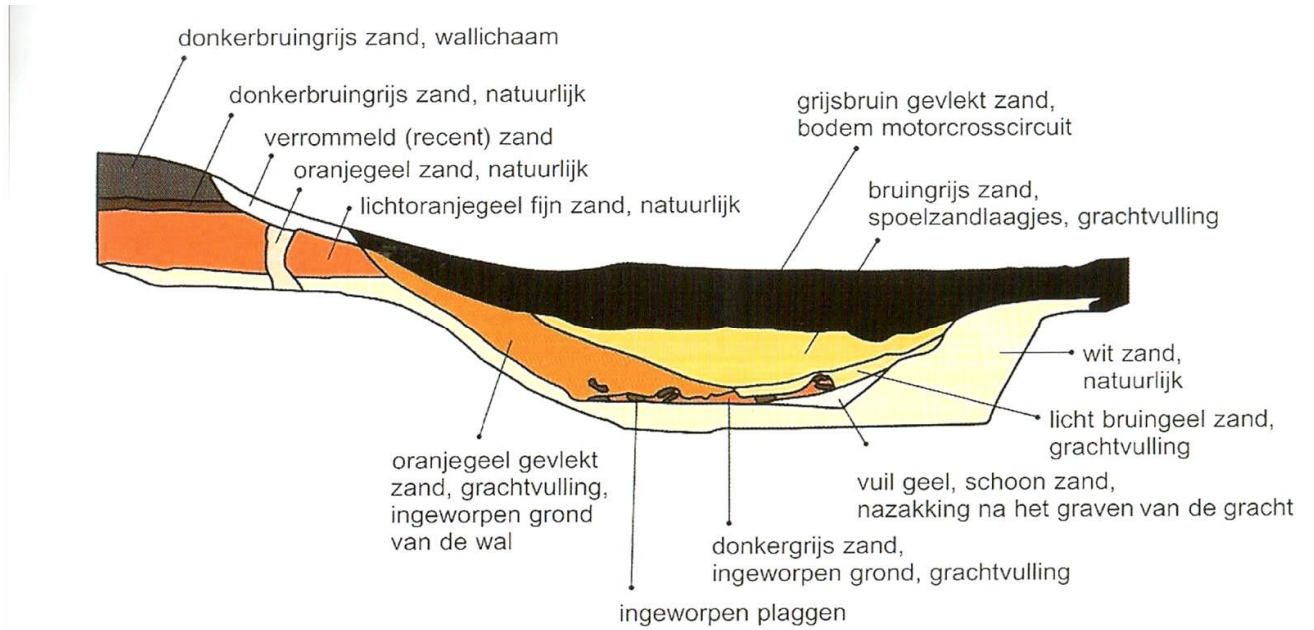 donkerbruingrijs zand, wallichaam
donkerbruingrijs zand, natuurlijk
verrommeld (recent) zand
oranjegeel zand, natuurlijk
lichtoranjegeel fijn zand, natuurlijk
grijsbruin gevlekt zand,
bodem motorcrosscircuit
bruingrijs zand,
spoelzandlaagjes, grachtvulling
wit zand,
natuurlijk
licht bruingeel zand,
grachtvulling
vuil geel, schoon zand,
nazakking na het graven van de gracht
oranjegeel gevlekt
zand, grachtvulling,
ingeworpen grond
van de wal
donkergrijs zand,
ingeworpen grond, grachtvulling
ingeworpen plaggen